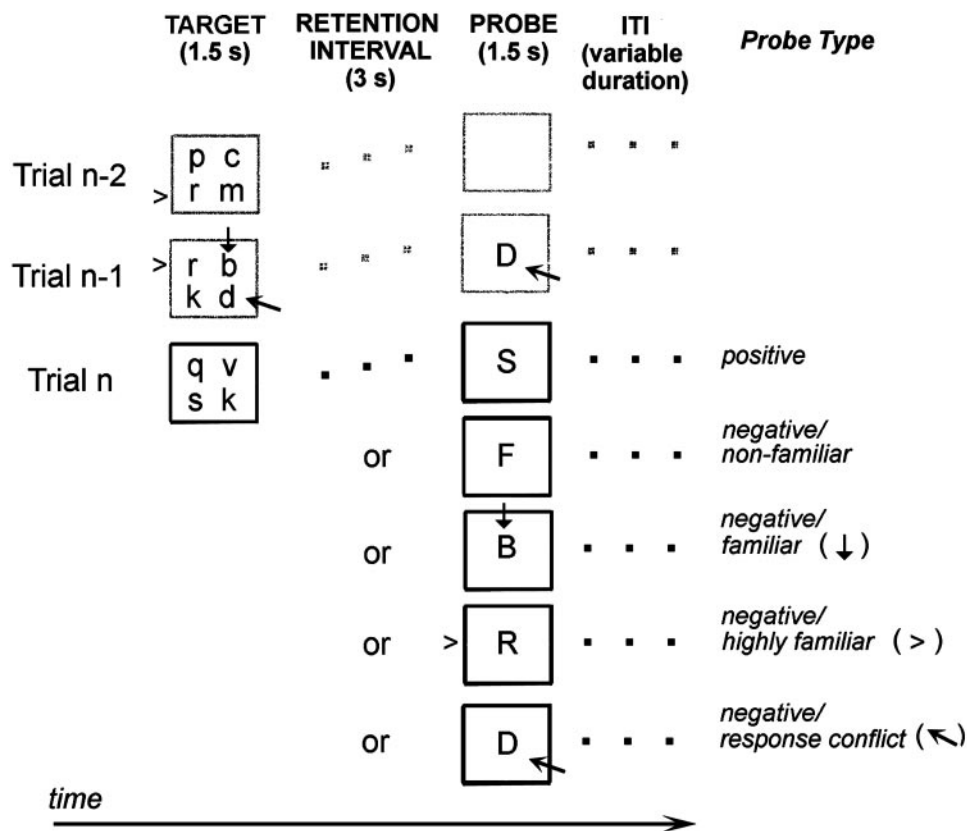 TARGET
(1.5 s)
RETENTION
INTERVAL
(3 s)
PROBE
(1.5 s)
ITI
(variable
duration)
Probe Type
Trial n-2
>
p c
r m
Trial n-1
>
r b
k d
D
Trial n
q v
s k
S
positive
or
F
negative/
non-familiar
or
B
negative/
familiar (↓)
or
>
R
negative/
highly familiar (>)
or
D
negative/
response conflict (↖)
time